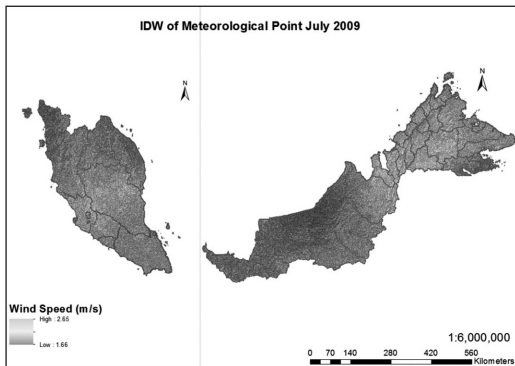 IDW of Meteorological Point July 2009
N
N
Wind Speed (m/s)
High : 2.65
Low : 1.66
1:6,000,000
0 70 140 280 420 560
Kilometers